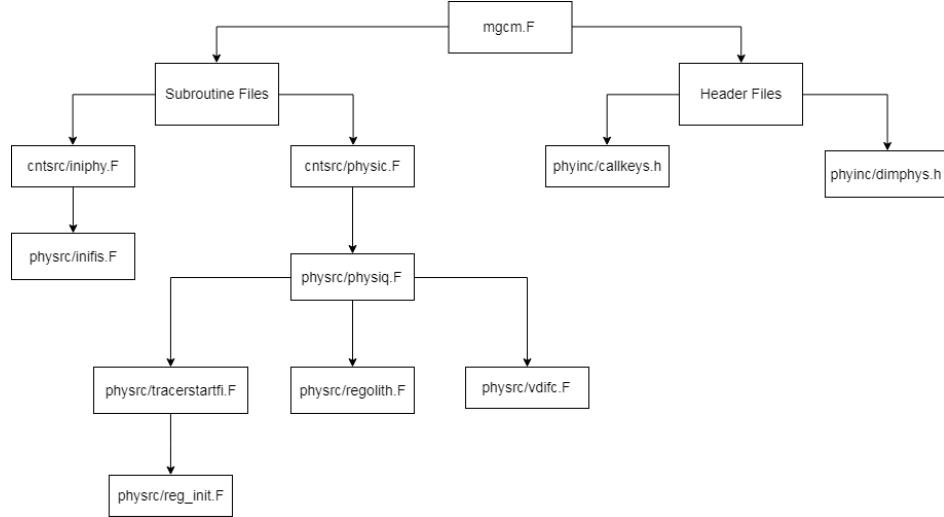 mgcm.F
Subroutine Files
Header Files
cntsrc/iniphy.F
cntsrc/physic.F
phyinc/callkeys.h
phyinc/dimphys.h
physrc/inifis.F
physrc/physiq.F
physrc/tracerstartfi.F
physrc/regolith.F
physrc/vdifc.F
physrc/reg_init.F